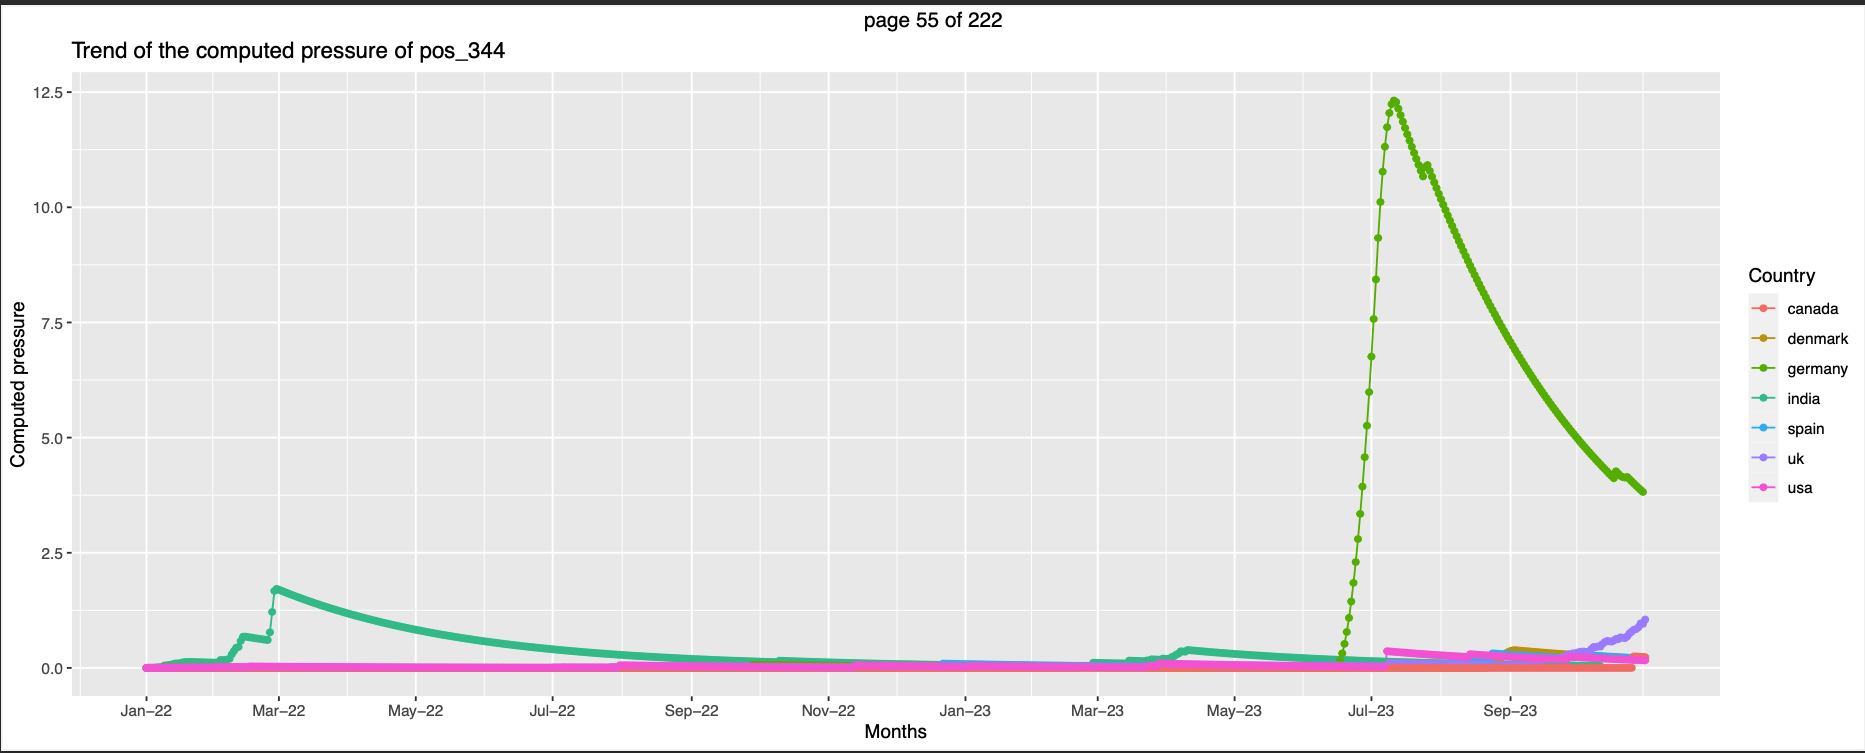 page 55 of 222
Trend of the computed pressure of pos_344
12.5
10.0
7.5
5.0
2.5
0.0
Computed pressure
Jan–22 Mar–22 May–22 Jul–22 Sep–22 Nov–22 Jan–23 Mar–23 May–23 Jul–23 Sep–23
Months
Country
canada
denmark
germany
india
spain
uk
usa